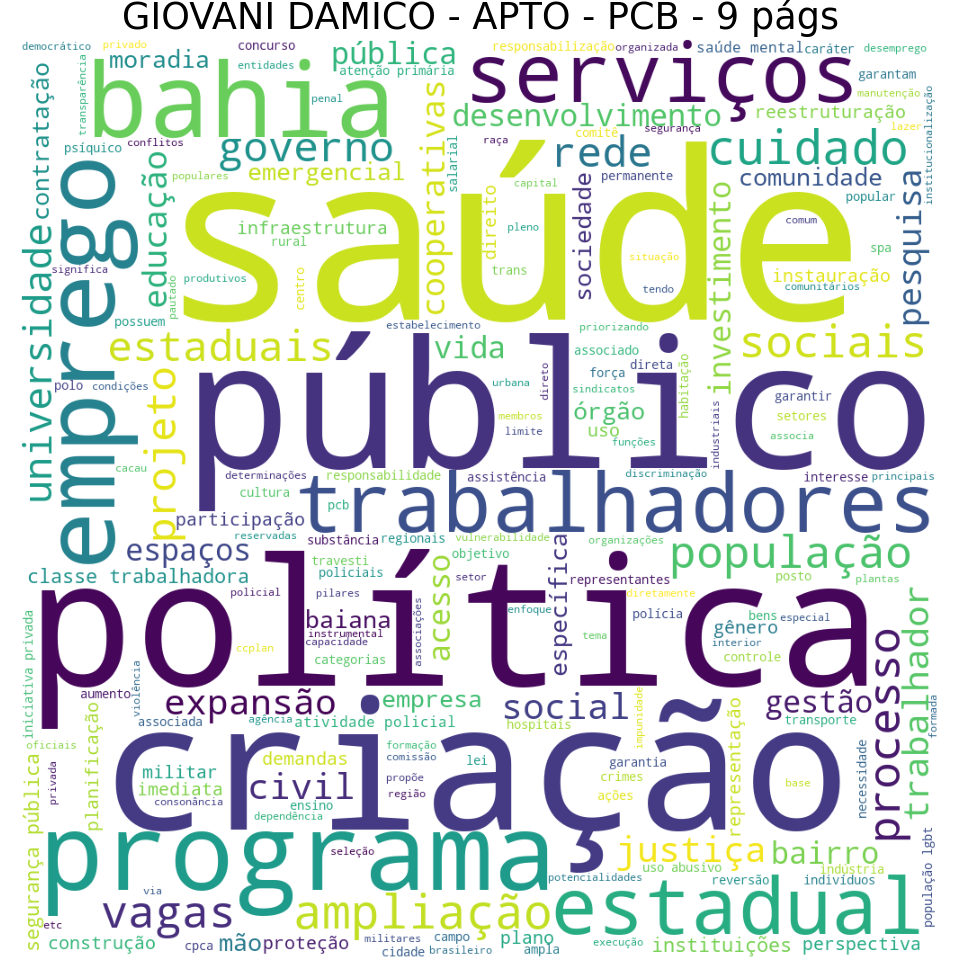 GIOVANI DAMICO - APTO - PCB - 9 págs
democrático
privado
concurso
pública
responsabilização
organizada
saúde mental
caráter
desemprego
moradia
entidades
atenção primária
serviços
garantam
manutenção
transparência
bahia
penal
desenvolvimento
reestruturação
contratação
psíquico
conflitos
governo
cooperativas
salarial
raça
comitê
segurança
rede
cuidado
lazer
institucionalização
emprego
educação
populares
emergencial
saúde
capital
permanente
comunidade
popular
pesquisa
universidade
infraestrutura
rural
direito
pleno
sociedade
investimento
comum
spa
significa
produtivos
centro
trans
situação
tendo
instauração
comunitários
pautado
possuem
estabelecimento
priorizando
estaduais
vida
associado
direta
sociais
polo
condições
projeto
público
urbana
direto
força
sindicatos
habitação
garantir
membros
órgão
setores
limite
uso
funções
industriais
associa
cacau
determinações
responsabilidade
assistência
discriminação
interesse
principais
cultura
pcb
trabalhadores
participação
reservadas
substância
regionais
vulnerabilidade
organizações
espaços
travesti
objetivo
específica
população
classe trabalhadora
policiais
acesso
setor
representantes
posto
plantas
política
policial
pilares
diretamente
baiana
enfoque
polícia
bens
especial
trabalhador
instrumental
capacidade
associações
tema
gênero
interior
iniciativa privada
ccplan
categorias
controle
processo
aumento
violência
expansão
empresa
social
gestão
associada
agência
atividade policial
hospitais
impunidade
transporte
formada
planificação
criação
representação
oficiais
formação
comissão
lei
garantia
demandas
militar
civil
propõe
crimes
base
necessidade
segurança pública
privada
imediata
consonância
ensino
região
ações
dependência
programa
seleção
justiça
bairro
uso abusivo
indústria
potencialidades
reversão
indivíduos
população lgbt
vagas
ampliação
estadual
etc
via
construção
cpca
mão
proteção
militares
campo
plano
cidade
brasileiro
ampla
execução
instituições
perspectiva